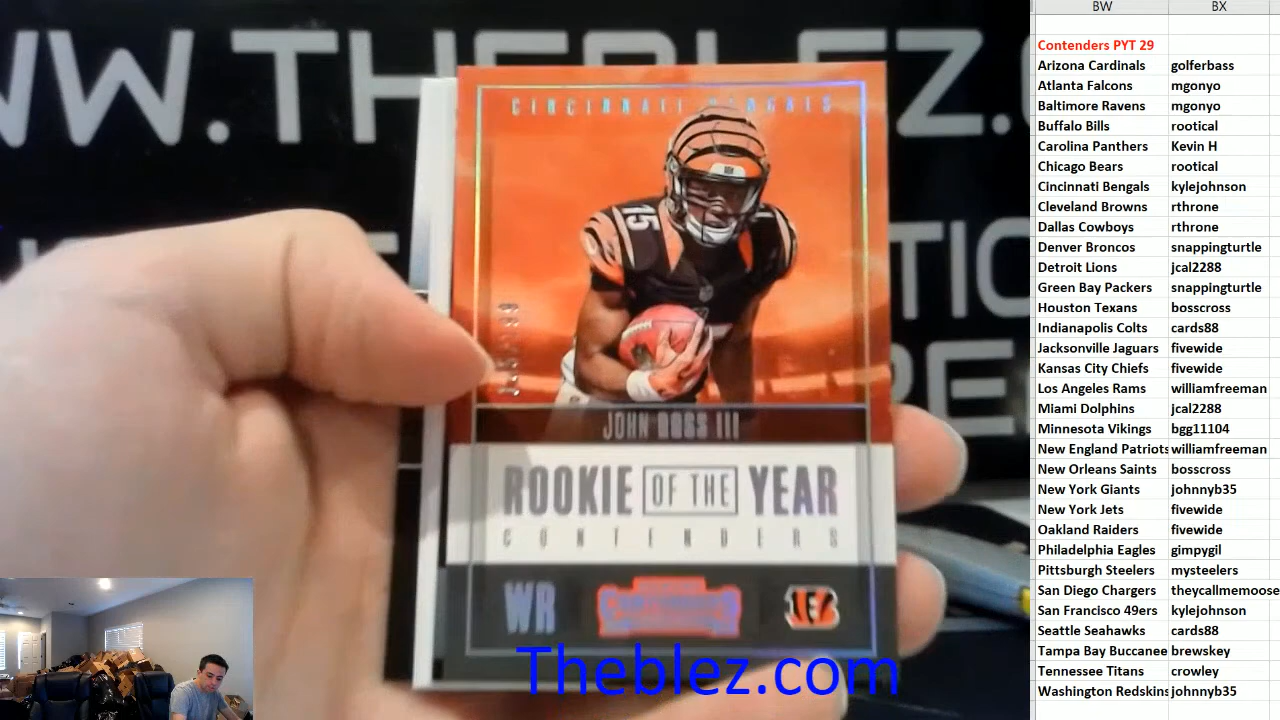 WWW.THEBLEZ.CO
CINCINNATI BENGALS
15
JOHN ROSS III
ROOKIE OF THE YEAR
CONTENDERS
WR
CONTENDERS
Theblez.com
BW BX
Contenders PYT 29
Arizona Cardinals golferbass
Atlanta Falcons mgonyo
Baltimore Ravens mgonyo
Buffalo Bills rootical
Carolina Panthers Kevin H
Chicago Bears rootical
Cincinnati Bengals kylejohnson
Cleveland Browns rthrone
Dallas Cowboys rthrone
Denver Broncos snappingturtle
Detroit Lions jcal2288
Green Bay Packers snappingturtle
Houston Texans bosscross
Indianapolis Colts cards88
Jacksonville Jaguars fivewide
Kansas City Chiefs fivewide
Los Angeles Rams williamfreeman
Miami Dolphins jcal2288
Minnesota Vikings bgg11104
New England Patriots williamfreeman
New Orleans Saints bosscross
New York Giants johnnyb35
New York Jets fivewide
Oakland Raiders fivewide
Philadelphia Eagles gimpygil
Pittsburgh Steelers mysteelers
San Diego Chargers theycallmemoose
San Francisco 49ers kylejohnson
Seattle Seahawks cards88
Tampa Bay Buccanee brewskey
Tennessee Titans crowley
Washington Redskins johnnyb35